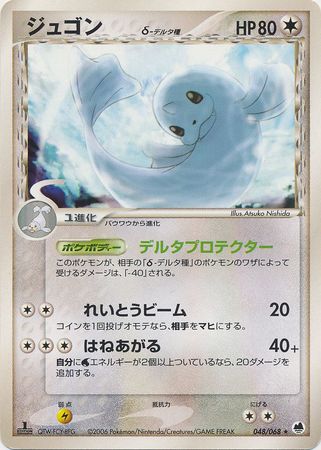 ジュゴン δ-デルタ種 HP80
Illus.Atsuko Nishida
1進化 パウワウから進化
ポケボディー デルタプロテクター
このポケモンが、相手の「δ-デルタ種」のポケモンのワザによって
受けるダメージは、「-40」される。
れいとうビーム 20
コインを1回投げオモテなら、相手をマヒにする。
はねあがる 40+
自分にエネルギーが2個以上ついているなら、20ダメージ
を追加。
弱点 抵抗力 にげる
1 EDITION ©2006 Pokémon/Nintendo/Creatures/GAME FREAK 048/068 ★